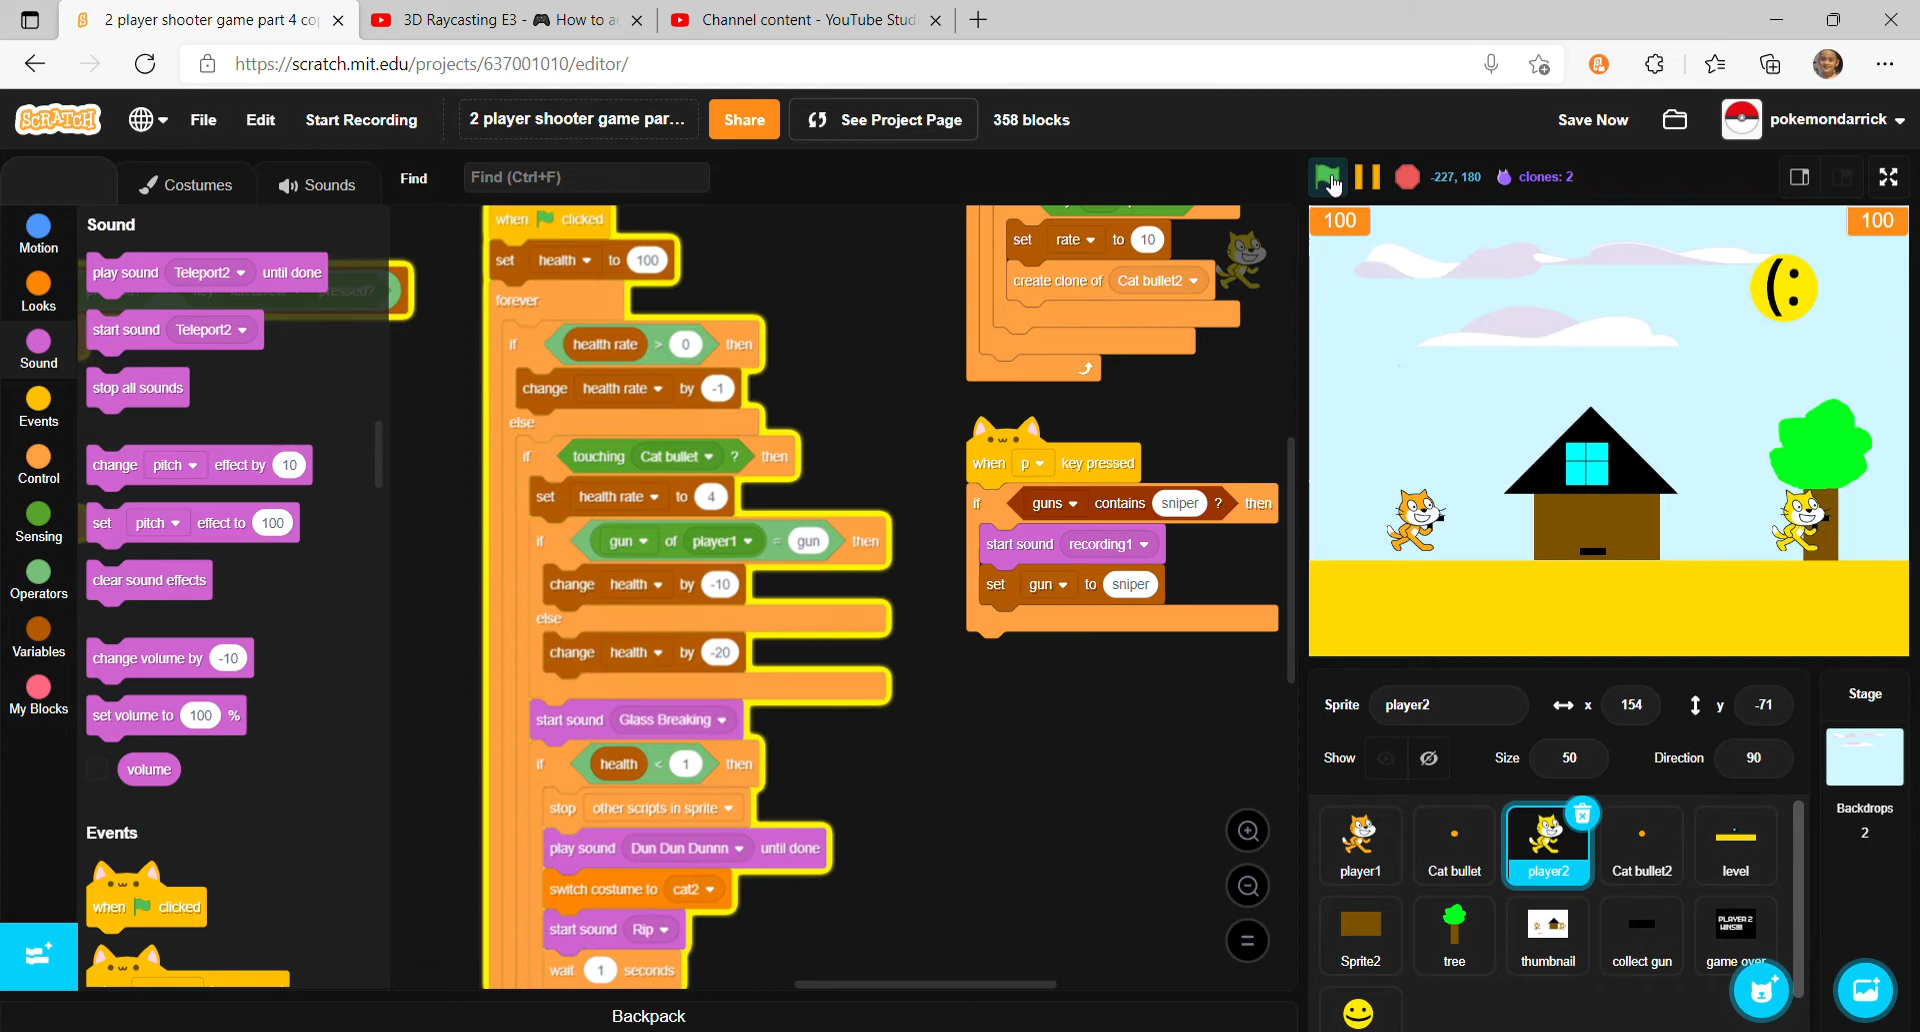 2 player shooter game part 4 co
3D Raycasting E3 - 🎮 How to a
Channel content - YouTube Stud
https://scratch.mit.edu/projects/637001010/editor/
SCRATCH
File
Edit
Start Recording
2 player shooter game par...
Share
See Project Page
358 blocks
Save Now
pokemondarrick
Costumes
Sounds
Find
Find (Ctrl+F)
-227, 180
clones: 2
Motion
Looks
Sound
Events
Control
Sensing
Operators
Variables
My Blocks
Sound
play sound Teleport2 until done
start sound Teleport2
stop all sounds
change pitch effect by 10
set pitch effect to 100
clear sound effects
change volume by -10
set volume to 100 %
volume
Events
when clicked
when clicked
set health to 100
forever
if health rate > 0 then
change health rate by -1
else
if touching Cat bullet ? then
set health rate to 4
if gun of player1 = gun then
change health by -10
else
change health by -20
start sound Glass Breaking
if health < 1 then
stop other scripts in sprite
play sound Dun Dun Dunnn until done
switch costume to cat2
start sound Rip
wait 1 seconds
set rate to 10
create clone of Cat bullet2
when p key pressed
if guns contains sniper ? then
start sound recording1
set gun to sniper
100
100
Sprite player2
x 154
y -71
Show
Size 50
Direction 90
Stage
Backdrops
2
player1
Cat bullet
player2
Cat bullet2
level
Sprite2
tree
thumbnail
collect gun
PLAYER 2
WINS!!!!
game over
Backpack